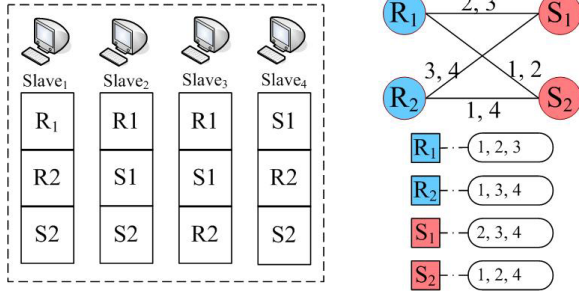 Slave1 Slave2 Slave3 Slave4
R1 R1 R1 S1
R2 S1 S1 R2
S2 S2 R2 S2
R1 2, 3 S1
3, 4 1, 2
R2 1, 4 S2
R1 1, 2, 3
R2 1, 3, 4
S1 2, 3, 4
S2 1, 2, 4